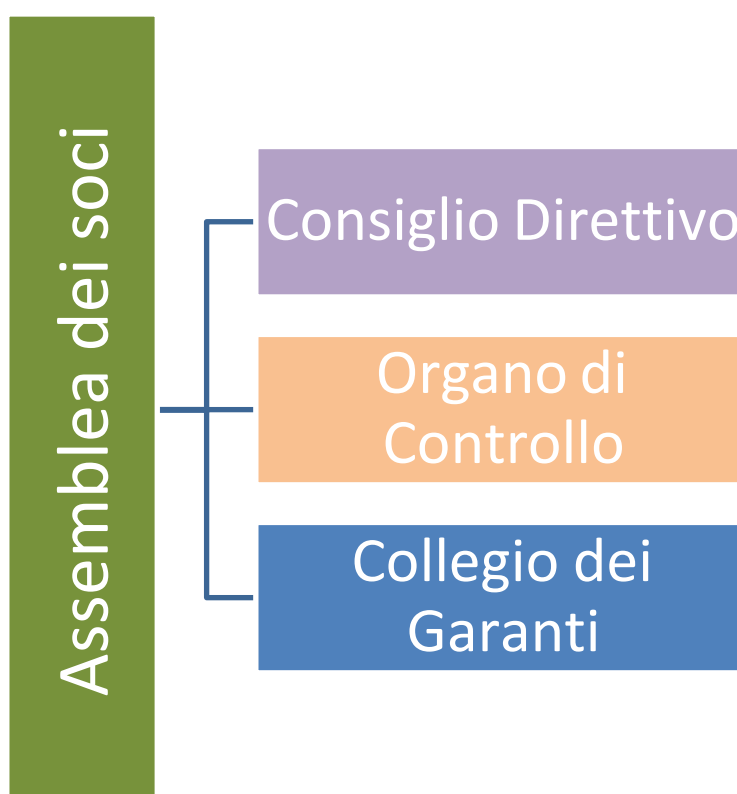 Assemblea dei soci
Consiglio Direttivo
Organo di
Controllo
Collegio dei
Garanti